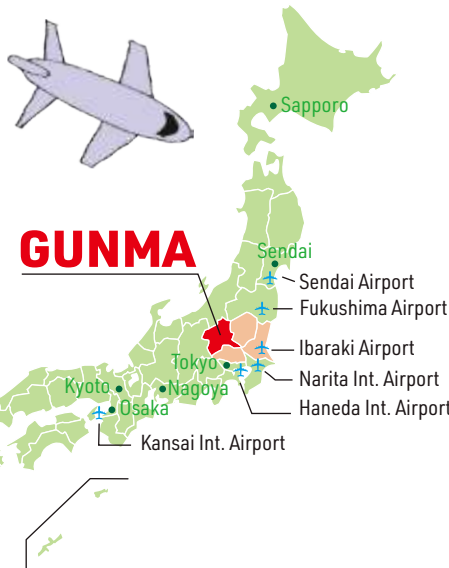 Sapporo
GUNMA
Sendai
Sendai Airport
Fukushima Airport
Ibaraki Airport
Tokyo
Narita Int. Airport
Kyoto
Nagoya
Haneda Int. Airport
Osaka
Kansai Int. Airport